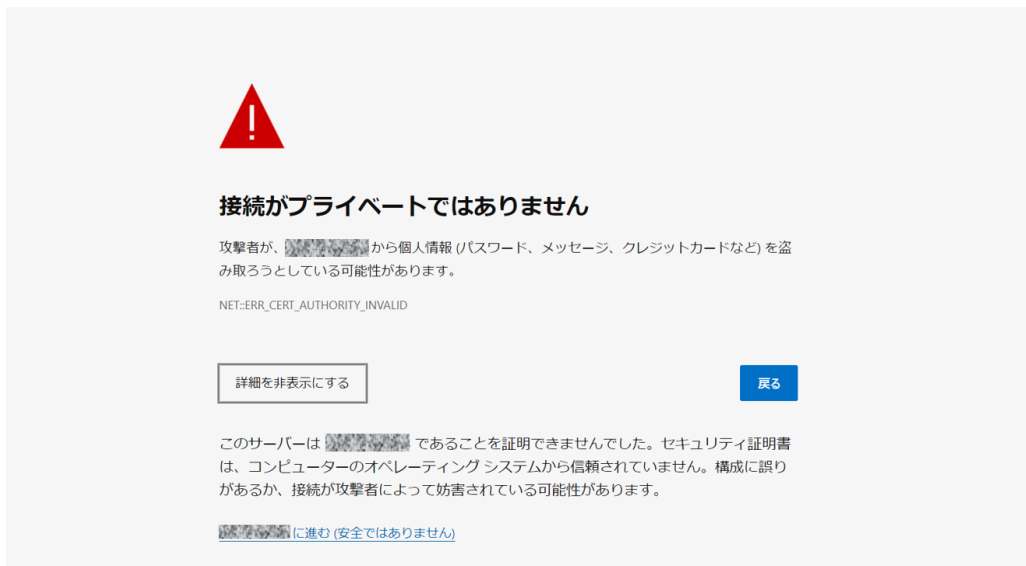 接続がプライベートではありません
攻撃者が、から個人情報 (パスワード、メッセージ、クレジットカードなど) を盗
み取ろうとしている可能性があります。
NET::ERR_CERT_AUTHORITY_INVALID
詳細を非表示にする
戻る
このサーバーは であることを証明できませんでした。セキュリティ証明書
は、コンピューターのオペレーティング システムから信頼されていません。構成に誤り
があるか、接続が攻撃者によって妨害されている可能性があります。
に進む (安全ではありません)